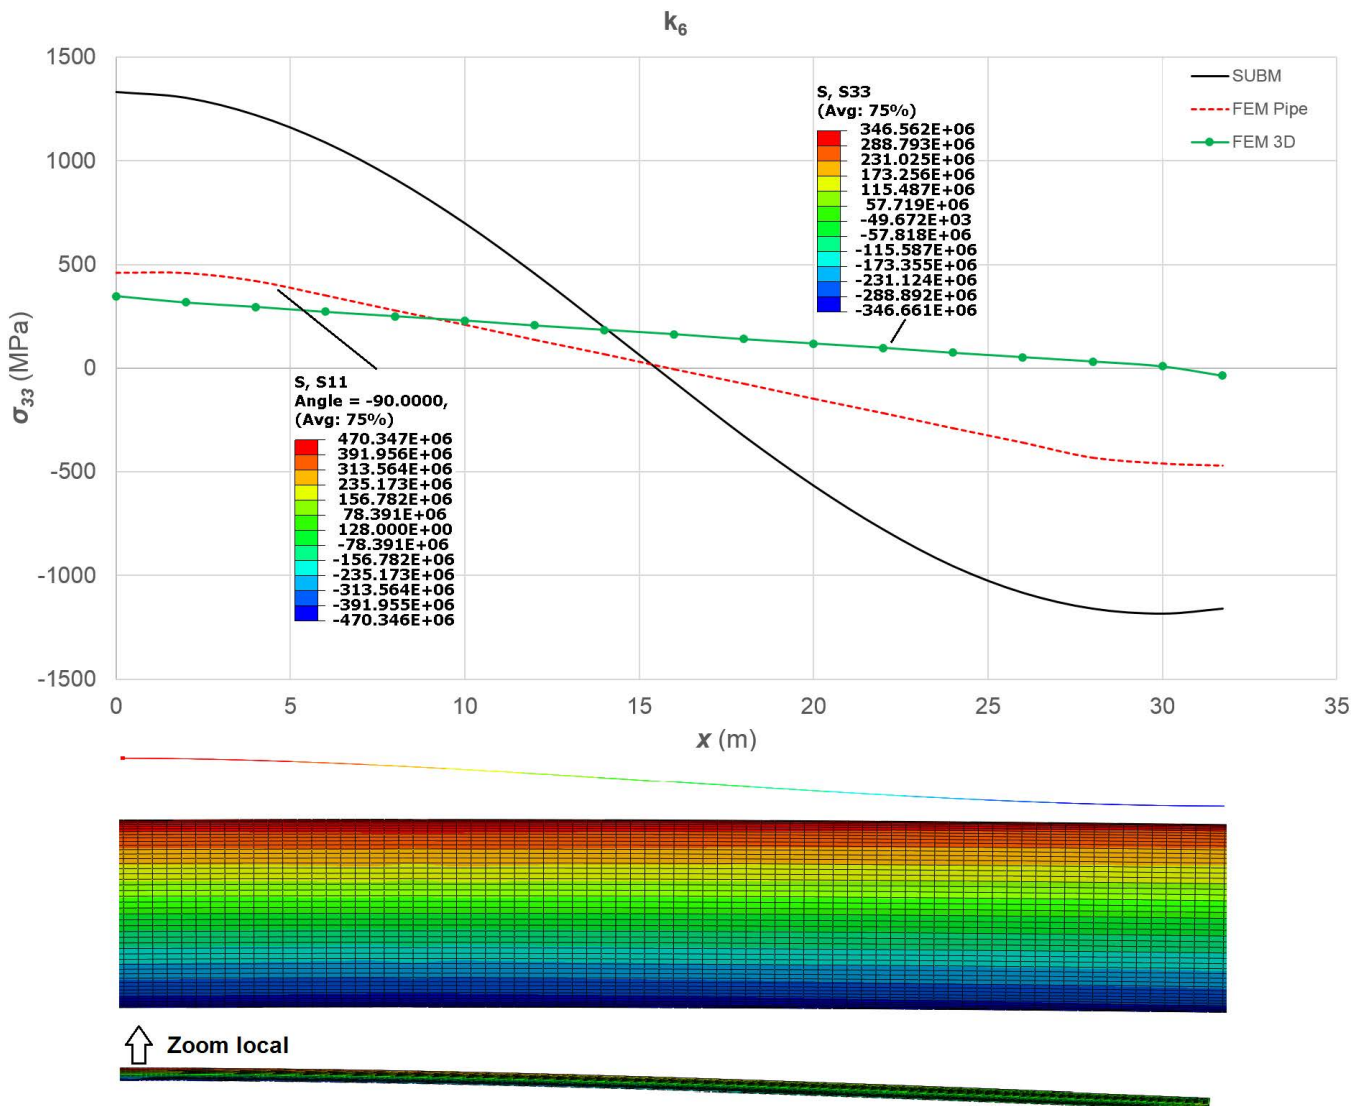 k6
1500
1000
500
0
-500
-1000
-1500
σ33 (MPa)
SUBM
FEM Pipe
FEM 3D
S, S33
(Avg: 75%)
346.562E+06
288.793E+06
231.025E+06
173.256E+06
115.487E+06
57.719E+06
-49.672E+03
-57.818E+06
-115.587E+06
-173.355E+06
-231.124E+06
-288.892E+06
-346.661E+06
S, S11
Angle = -90.0000,
(Avg: 75%)
470.347E+06
391.956E+06
313.564E+06
235.173E+06
156.782E+06
78.391E+06
128.000E+00
-78.391E+06
-156.782E+06
-235.173E+06
-313.564E+06
-391.955E+06
-470.346E+06
0 5 10 15 20 25 30 35
x (m)
Zoom local